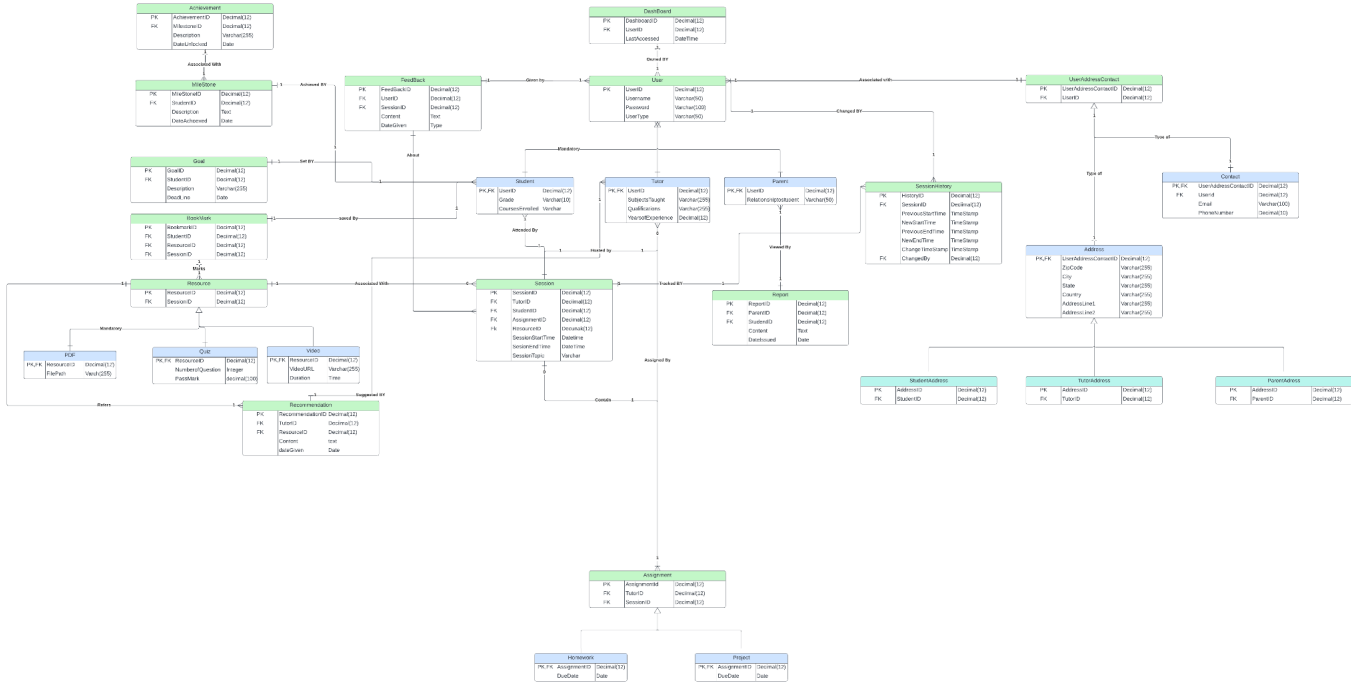 Achievement
PK AchievementID Decimal(12)
FK MilestoneID Decimal(12)
Description Varchar(255)
DateUnlocked Date
DashBoard
PK DashboardID Decimal(12)
FK UserID Decimal(12)
LastAccessed DateTime
Associated With
Owned BY
MileStone
PK MileStoneID Decimal(12)
FK StudentID Decimal(12)
Description Text
DateAcheived Date
Achieved BY
FeedBack
PK FeedBackID Decimal(12)
FK UserID Decimal(12)
FK SessionID Decimal(12)
Content Text
DateGiven Type
Given by
User
PK UserID Decimal(12)
Username Varchar(50)
Password Varchar(100)
UserType Varchar(50)
Associated with
UserAddressContact
PK UserAddressContactID Decimal(12)
FK UserID Decimal(12)
Changed BY
Type of
About
Mandatory
Goal
PK GoalID Decimal(12)
FK StudentID Decimal(12)
Description Varchar(235)
DeadLine Date
Set BY
Student
PK,FK UserID Decimal(12)
Grade Varchar(10)
CoursesEnrolled Varchar
Tutor
PK,FK UserID Decimal(12)
SubjectsTaught Varchar(255)
Qualifications Varchar(255)
YearsofExperience Decimal(12)
Parent
PK,FK UserID Decimal(12)
Relationshiptostudent Varchar(50)
SessionHistory
PK HistoryID Decimal(12)
FK SessionID Decimal(12)
PreviousStartTime TimeStamp
NewStartTime TimeStamp
PreviousEndTime TimeStamp
NewEndTime TimeStamp
ChangeTimeStamp TimeStamp
FK ChangedBy Decimal(12)
Type of
Contact
PK,FK UserAddressContactID Decimal(12)
FK UserId Decimal(12)
Email Varchar(100)
PhoneNumber Decimal(15)
BookMark
PK BookmarkID Decimal(12)
FK StudentID Decimal(12)
FK ResourceID Decimal(12)
FK SessionID Decimal(12)
saved By
Attended By
Hosted by
Viewed By
Address
PK,FK UserAddressConactID Decimal(12)
ZipCode Varchar(255)
City Varchar(255)
State Varchar(255)
Country Varchar(255)
AddressLine1 Varchar(255)
AddressLine2 Varchar(255)
Marks
Resource
PK ResourceID Decimal(12)
FK SessionID Decimal(12)
Associated With
Session
PK SessionID Decimal(12)
FK TutorID Decimal(12)
FK StudentID Decimal(12)
FK AssignmentID Decimal(12)
Fk ResourceID Decimal(12)
SessionStartTime Datetime
SesionEndTime DateTime
SessionTopic Varchar
Tracked BY
Report
PK ReportID Decimal(12)
FK ParentID Decimal(12)
FK StudentID Decimal(12)
Content Text
DateIssued Date
Mandatory
PDF
PK,FK ResourceID Decimal(12)
FilePath Varch(255)
Quiz
PK,FK ResourceID Decimal(12)
NumbersfQuestion Integer
PassMark decimal(100)
Video
PK,FK ResourceID Decimal(12)
VideoURL Varchar(255)
Duration Time
Assigned By
StudentAddress
PK AddressID Decimal(12)
FK StudentID Decimal(12)
TutorAddress
PK AddressID Decimal(12)
FK TutorID Decimal(12)
ParentAdress
PK AddressID Decimal(12)
FK ParentID Decimal(12)
Refers
Suggested BY
Recommendation
PK RecommendationID Decimal(12)
FK TutorID Decimal(12)
FK ResourceID Decimal(12)
Content text
dateGiven Date
Contain
Assignment
PK AssignmentId Decimal(12)
FK TutorID Decimal(12)
FK SessionID Decimal(12)
Homework
PK,FK AssignmentID Decimal(12)
DueDate Date
Project
PK,FK AssignmentID Decimal(12)
DueDate Date